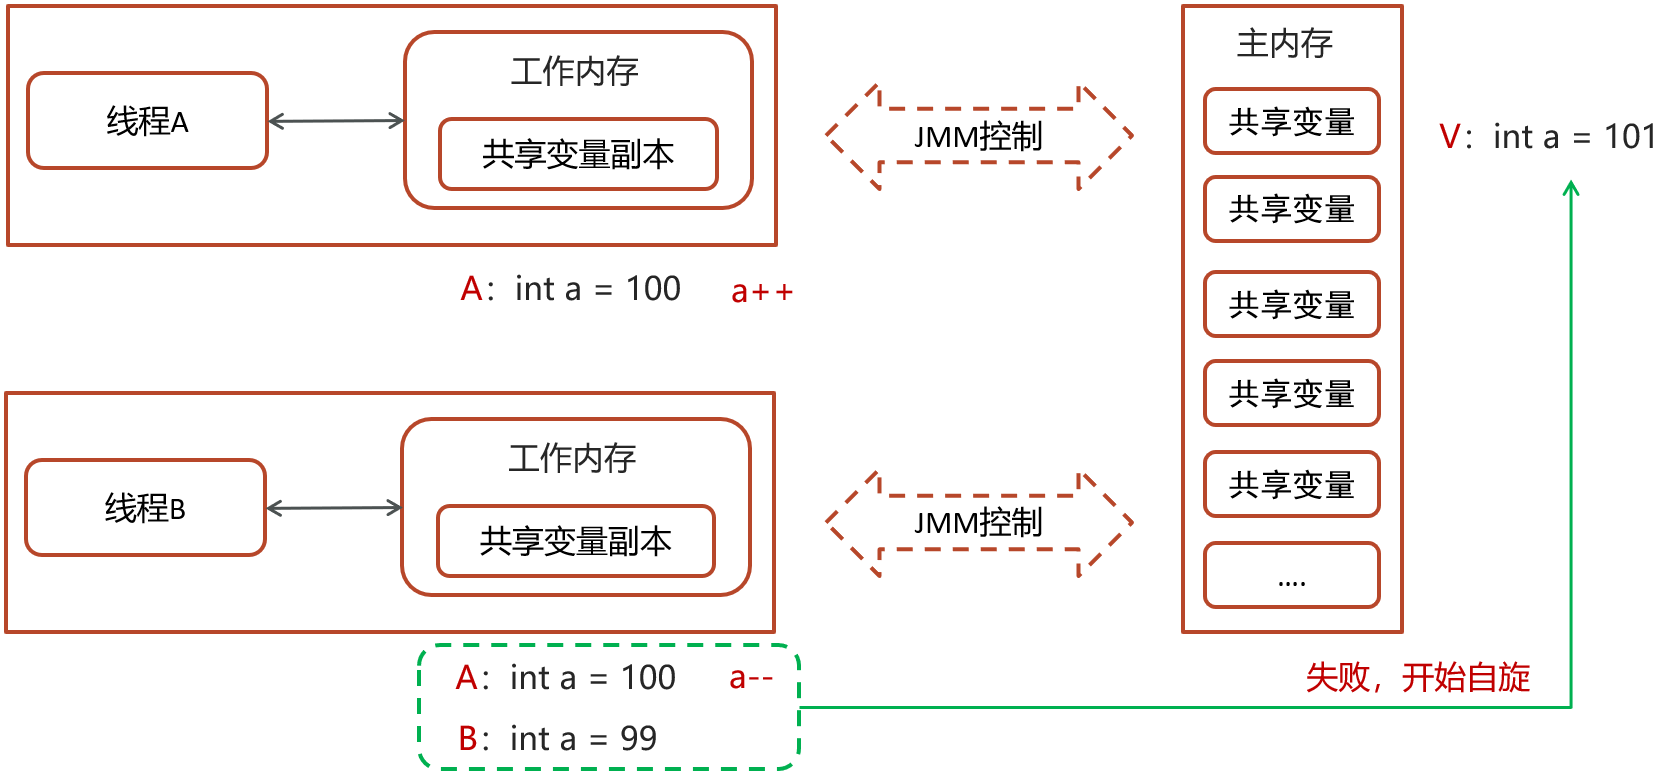 工作内存
线程A
共享变量副本
A：int a = 100 a++
JMM控制
主内存
共享变量
共享变量
共享变量
共享变量
共享变量
....
V：int a = 101
工作内存
线程B
共享变量副本
JMM控制
A：int a = 100 a--
B：int a = 99
失败，开始自旋